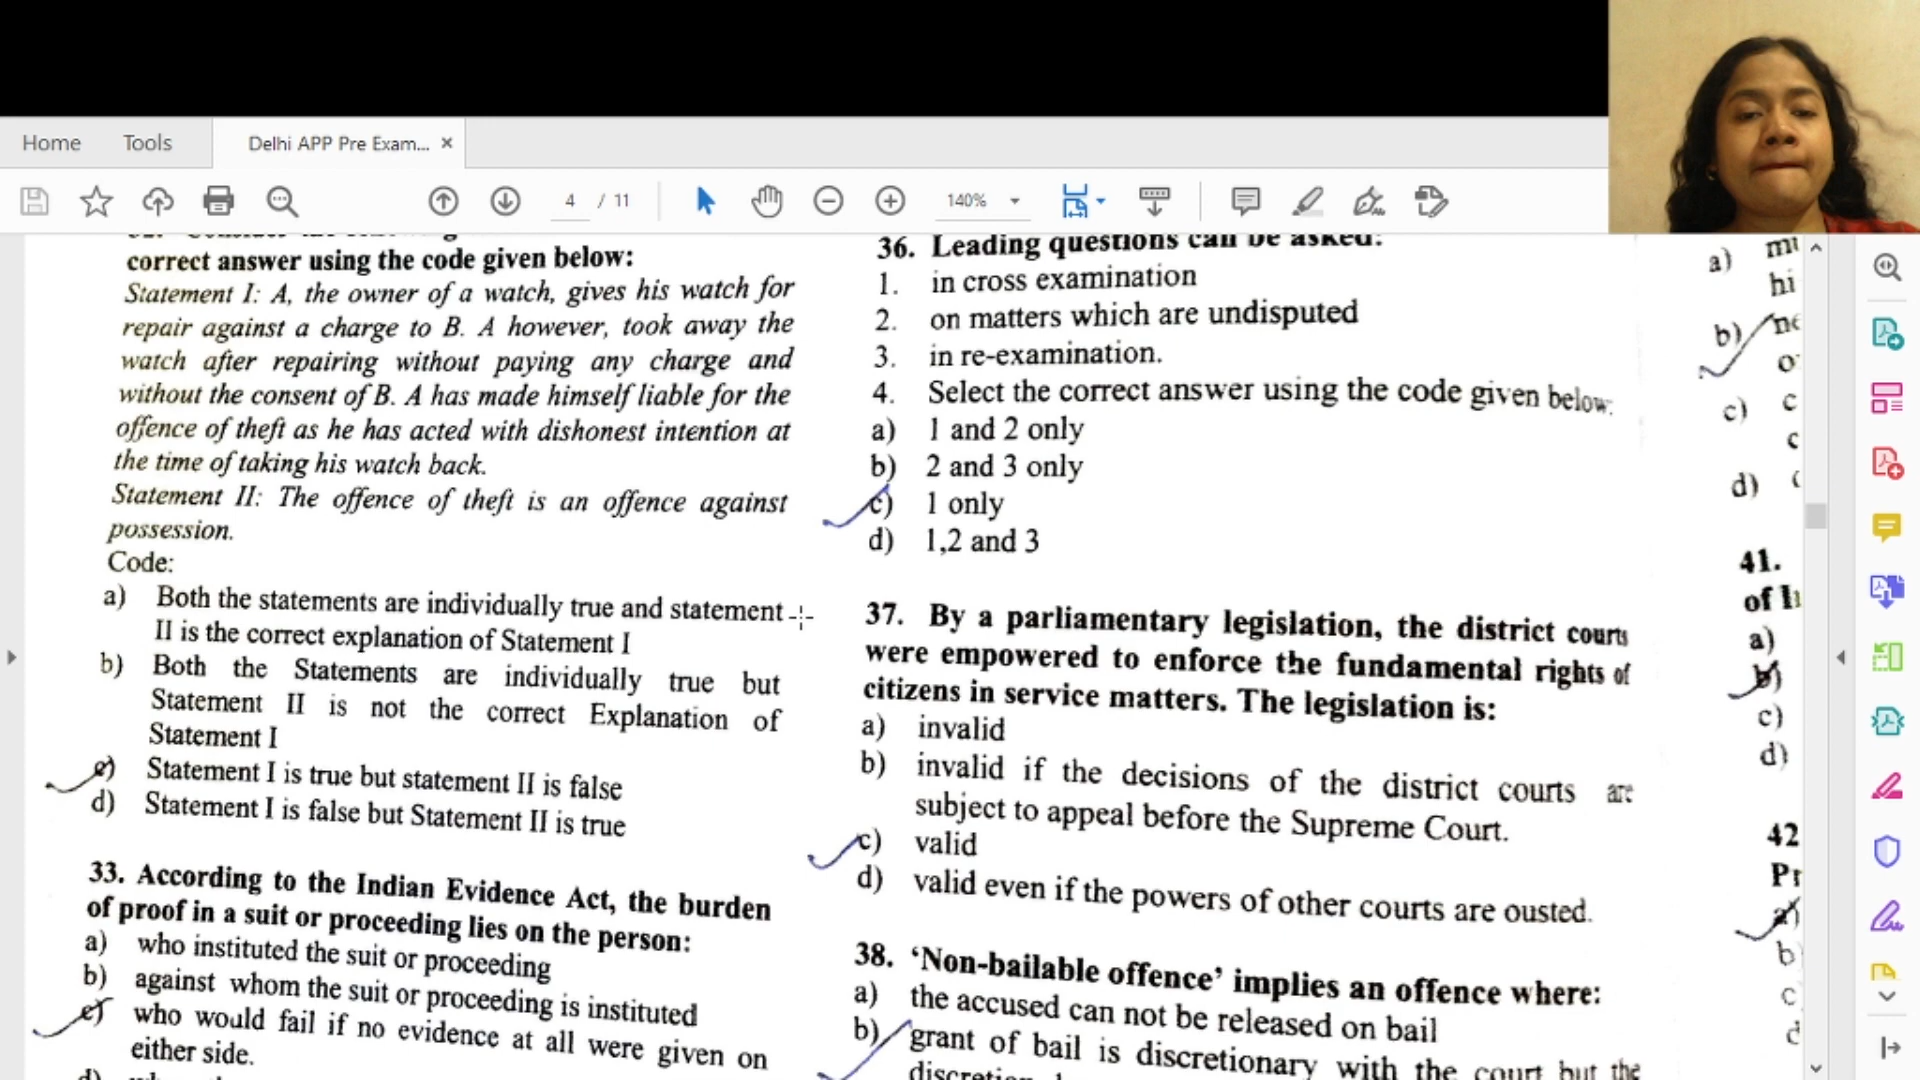 Home
Tools
Delhi APP Pre Exam...
4 / 11
140%
correct answer using the code given below:
Statement I: A, the owner of a watch, gives his watch for
repair against a charge to B. A however, took away the
watch after repairing without paying any charge and
without the consent of B. A has made himself liable for the
offence of theft as he has acted with dishonest intention at
the time of taking his watch back.
Statement II: The offence of theft is an offence against
possession.
Code:
a) Both the statements are individually true and statement
II is the correct explanation of Statement I
b) Both the Statements are individually true but
Statement II is not the correct Explanation of
Statement I
c) Statement I is true but statement II is false
d) Statement I is false but Statement II is true
33. According to the Indian Evidence Act, the burden
of proof in a suit or proceeding lies on the person:
a) who instituted the suit or proceeding
b) against whom the suit or proceeding is instituted
c) who would fail if no evidence at all were given on
either side.
36. Leading questions can be asked:
1. in cross examination
2. on matters which are undisputed
3. in re-examination.
4. Select the correct answer using the code given below:
a) 1 and 2 only
b) 2 and 3 only
c) 1 only
d) 1,2 and 3
37. By a parliamentary legislation, the district courts
were empowered to enforce the fundamental rights of
citizens in service matters. The legislation is:
a) invalid
b) invalid if the decisions of the district courts are
subject to appeal before the Supreme Court.
c) valid
d) valid even if the powers of other courts are ousted.
38. ‘Non-bailable offence’ implies an offence where:
a) the accused can not be released on bail
b) grant of bail is discretionary with the court but the
a)
hi
b)
c)
d)
41.
of
a)
b)
c)
d)
42
a)
b
c